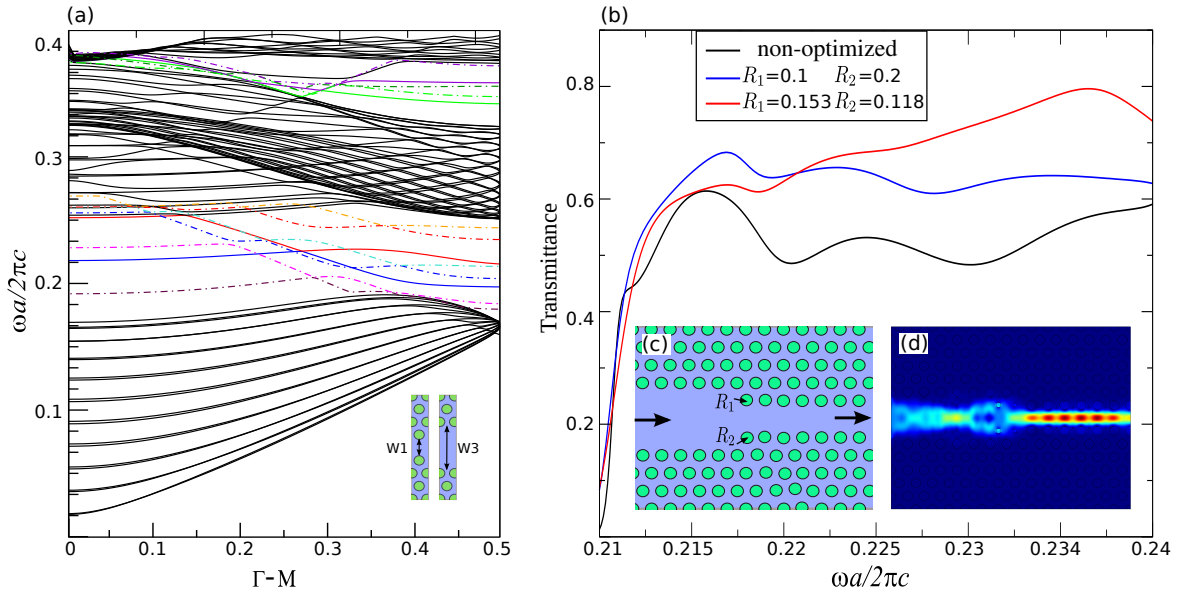 (a)
0.4
0.3
0.2
0.1
ωa/2πc
0
0.1
0.2
0.3
0.4
0.5
Γ-M
W1
W3
(b)
non-optimized
R1=0.1 R2=0.2
R1=0.153 R2=0.118
0.8
0.6
0.4
0.2
0
Transmittance
0.21
0.215
0.22
0.225
0.23
0.234
0.24
ωa/2πc
(c)
R1
R2
(d)